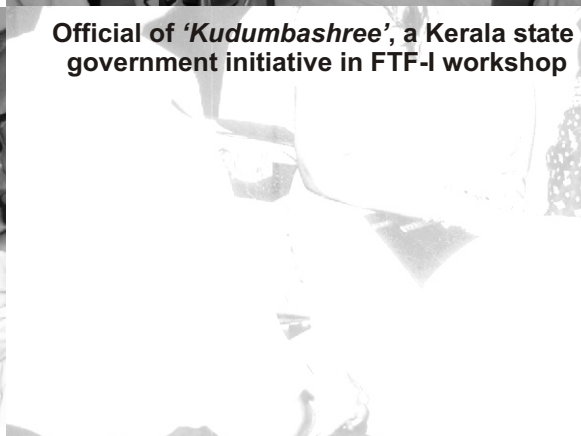 Official of ‘Kudumbashree’, a Kerala state
government initiative in FTF-I workshop